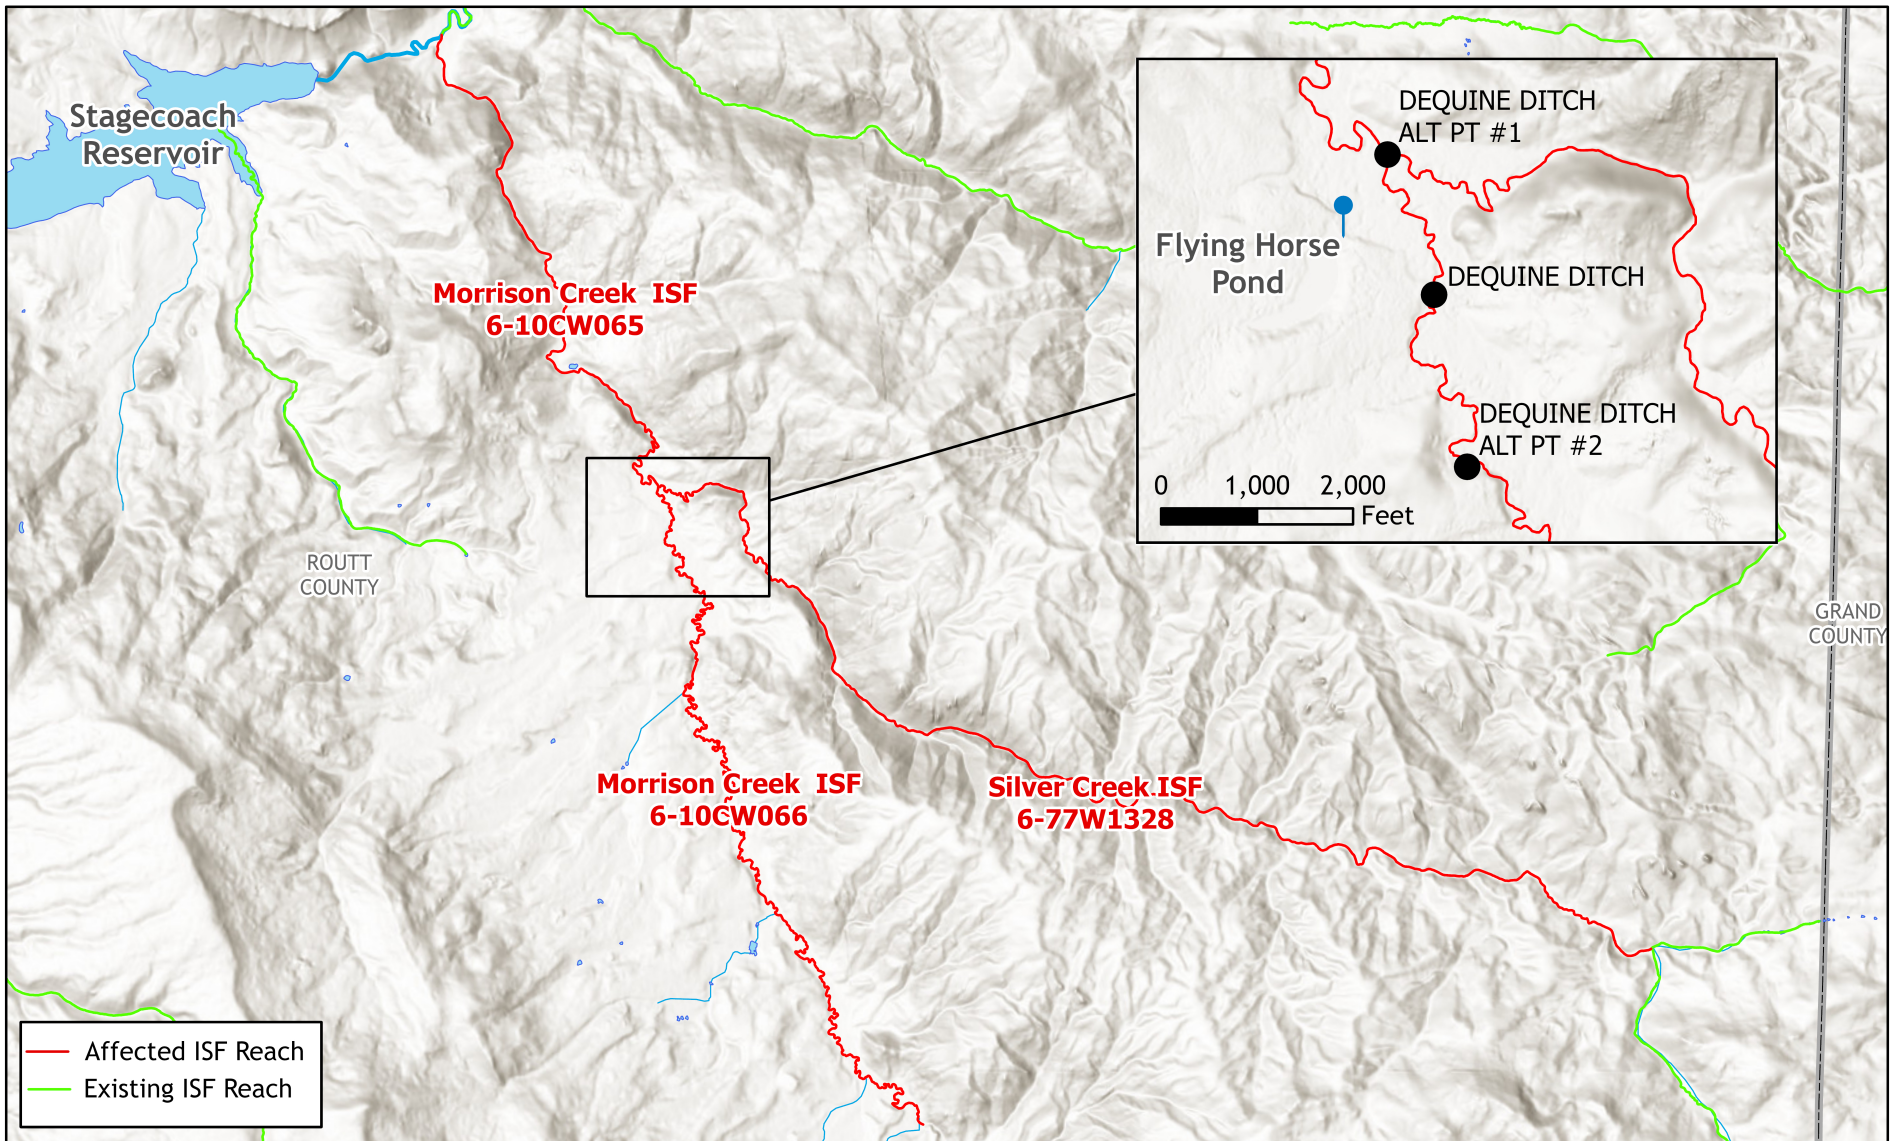 Stagecoach
Reservoir
Morrison Creek ISF
6-10CW065
ROUTT
COUNTY
Morrison Creek ISF
6-10CW066
Silver Creek ISF
6-77W1328
GRAND
COUNTY
DEQUINE DITCH
ALT PT #1
Flying Horse
Pond
DEQUINE DITCH
DEQUINE DITCH
ALT PT #2
0 1,000 2,000
Feet
Affected ISF Reach
Existing ISF Reach